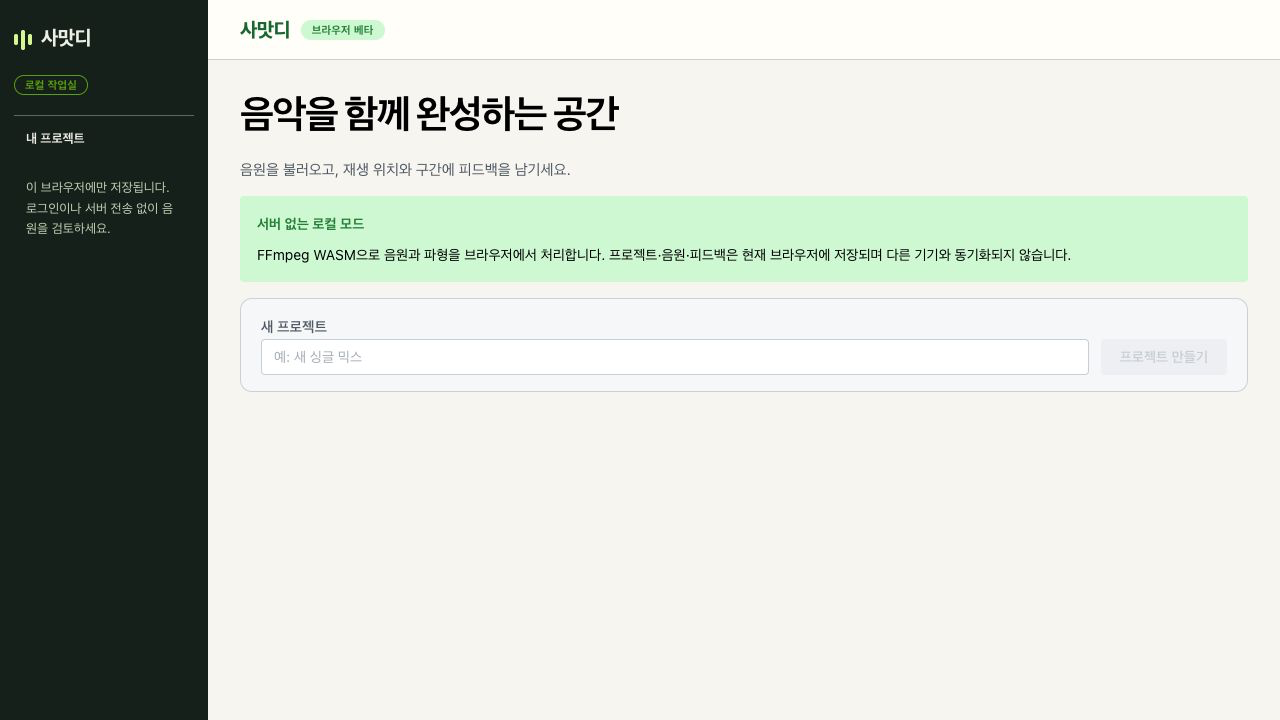 사맛디
로컬 작업실
내 프로젝트
이 브라우저에만 저장됩니다.
로그인이나 서버 전송 없이 음
원을 검토하세요.
사맛디
브라우저 베타
음악을 함께 완성하는 공간
음원을 불러오고, 재생 위치와 구간에 피드백을 남기세요.
서버 없는 로컬 모드
FFmpeg WASM으로 음원과 파형을 브라우저에서 처리합니다. 프로젝트·음원·피드백은 현재 브라우저에 저장되며 다른 기기와 동기화되지 않습니다.
새 프로젝트
예: 새 싱글 믹스
프로젝트 만들기